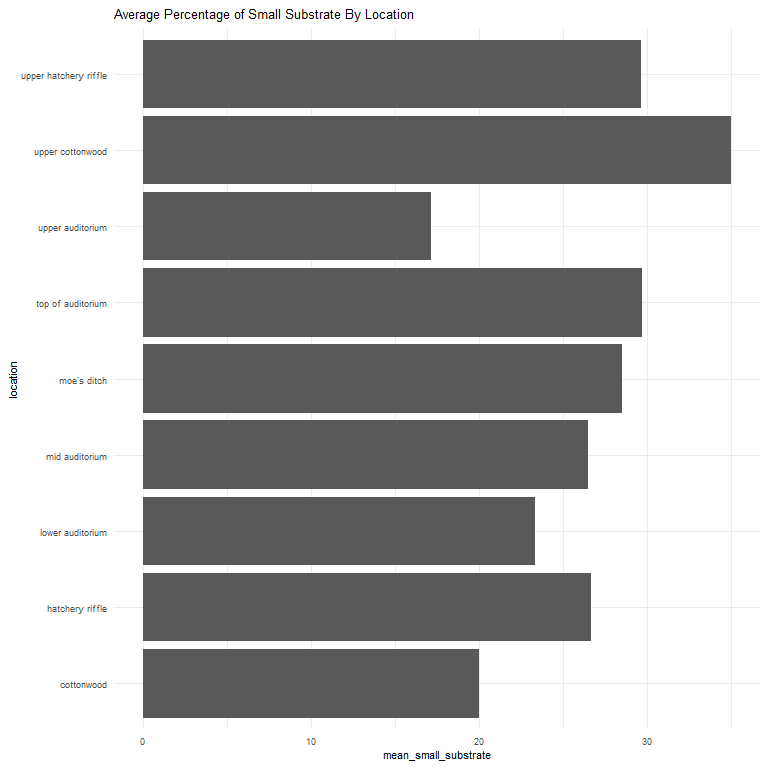 Average Percentage of Small Substrate By Location
upper hatchery riffle
upper cottonwood
upper auditorium
top of auditorium
moe's ditch
mid auditorium
lower auditorium
hatchery riffle
cottonwood
location
0 10 20 30
mean_small_substrate